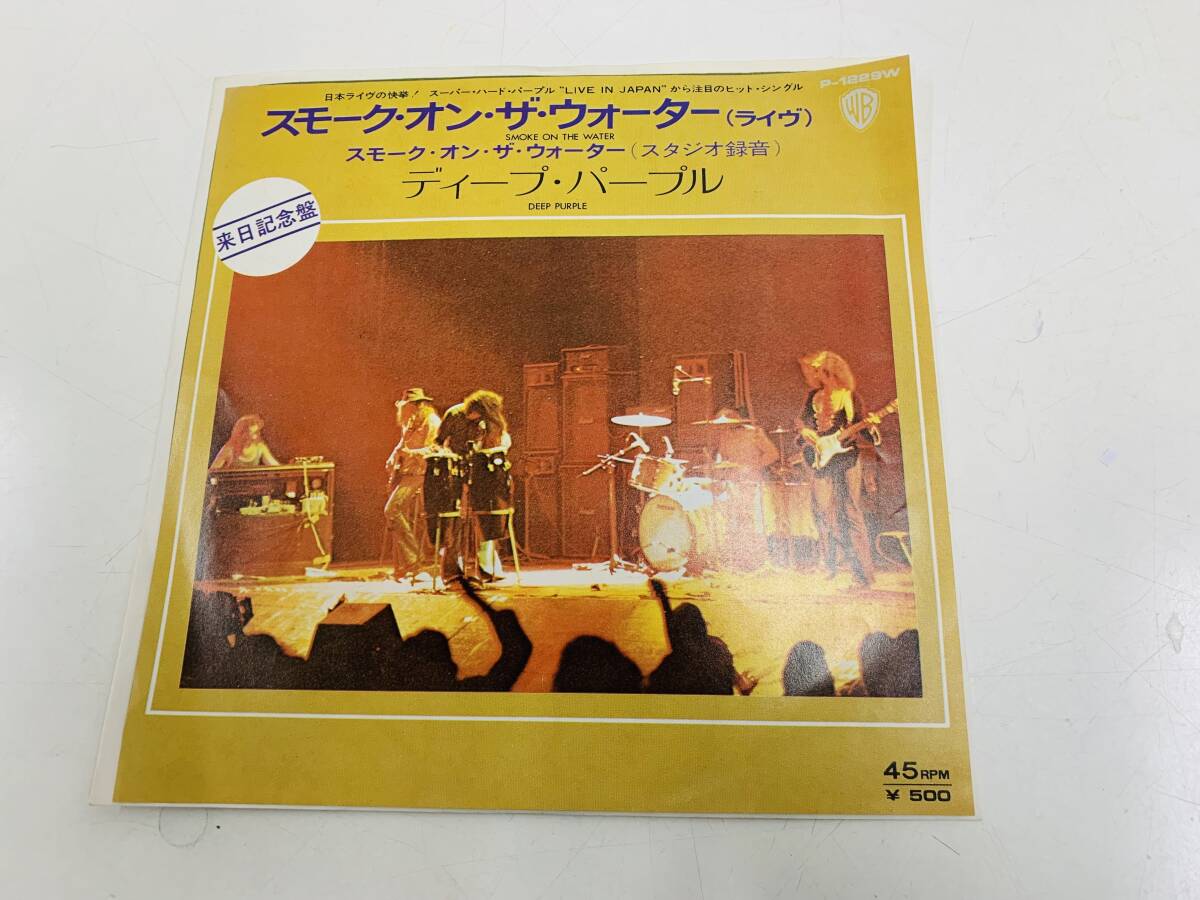 P-1229W
日本ライヴの快挙! スーパー・ハード・パープル "LIVE IN JAPAN" から注目のヒット・シングル
スモーク・オン・ザ・ウォーター(ライヴ)
SMOKE ON THE WATER
スモーク・オン・ザ・ウォーター(スタジオ録音)
ディープ・パープル
DEEP PURPLE
来日記念盤
45RPM
¥ 500